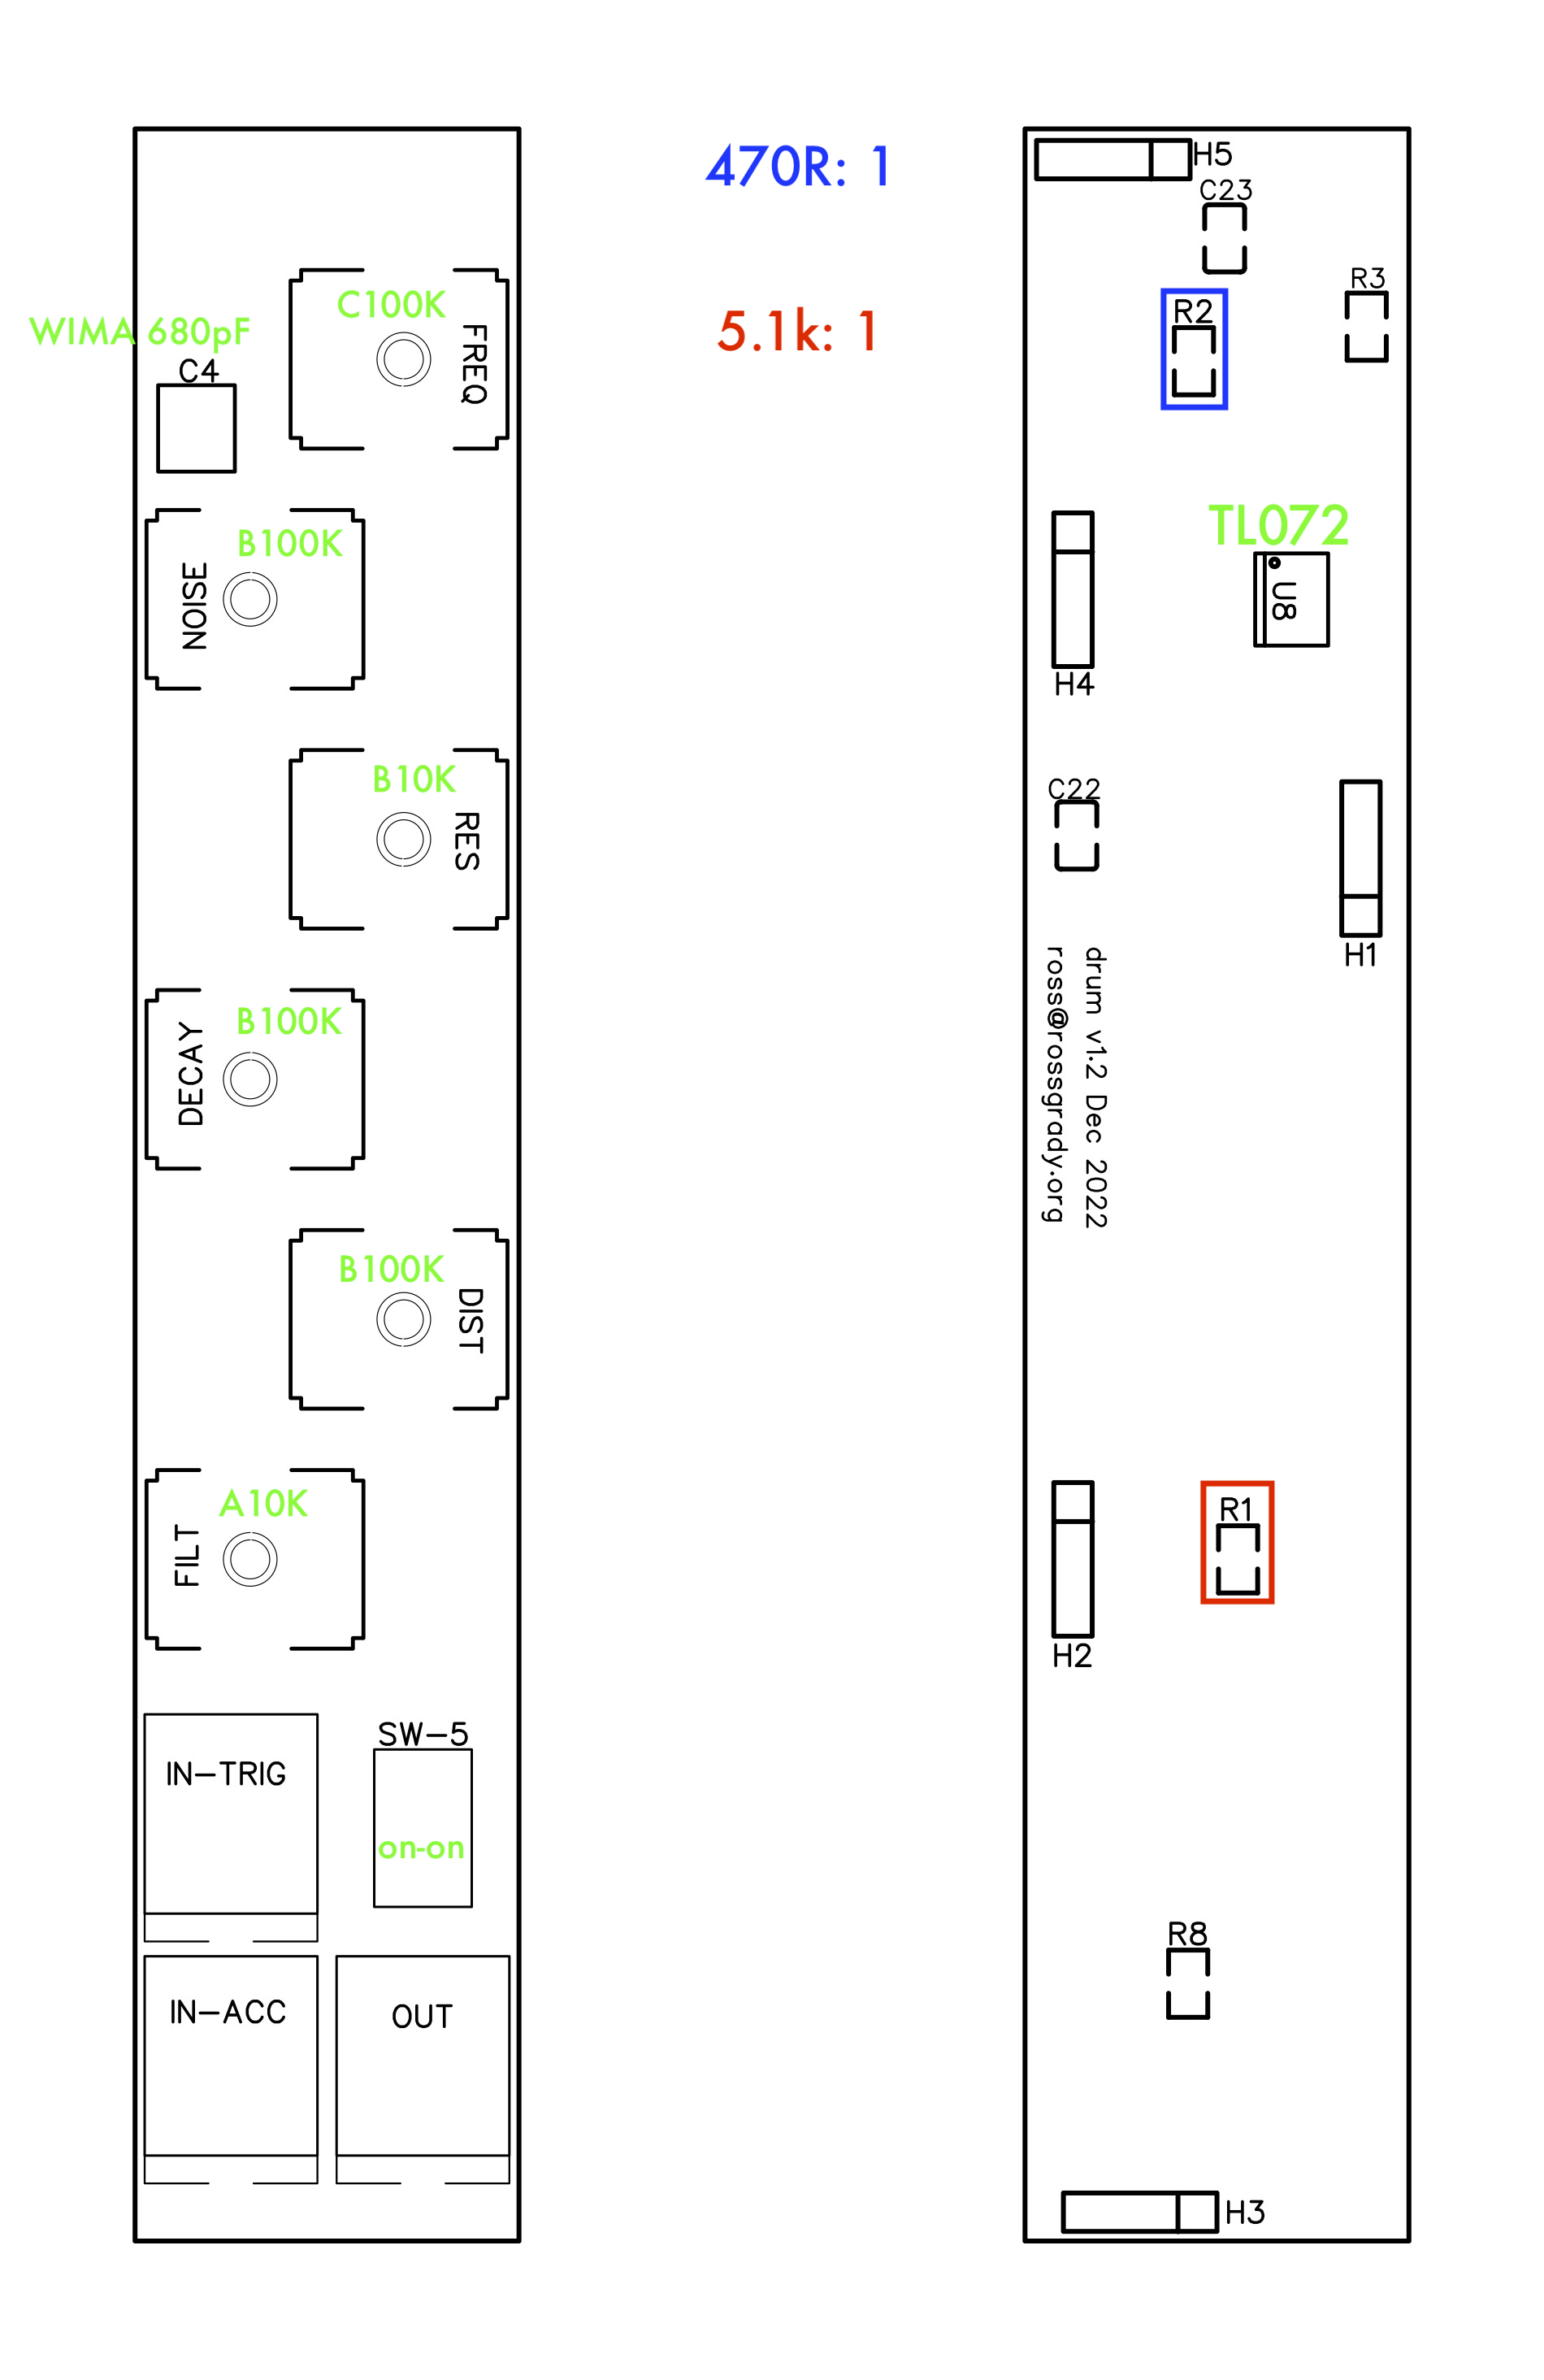 470R: 1
5.1k: 1
C100K
FREQ
WIMA 680pF
C4
B100K
NOISE
B10K
RES
B100K
DECAY
B100K
DIST
A10K
FILT
IN-TRIG
SW-5
on-on
IN-ACC
OUT
H5
C23
R3
R2
TL072
U8
H4
C22
H1
drum v1.2 Dec 2022
ross@rossgrady.org
R1
H2
R8
H3